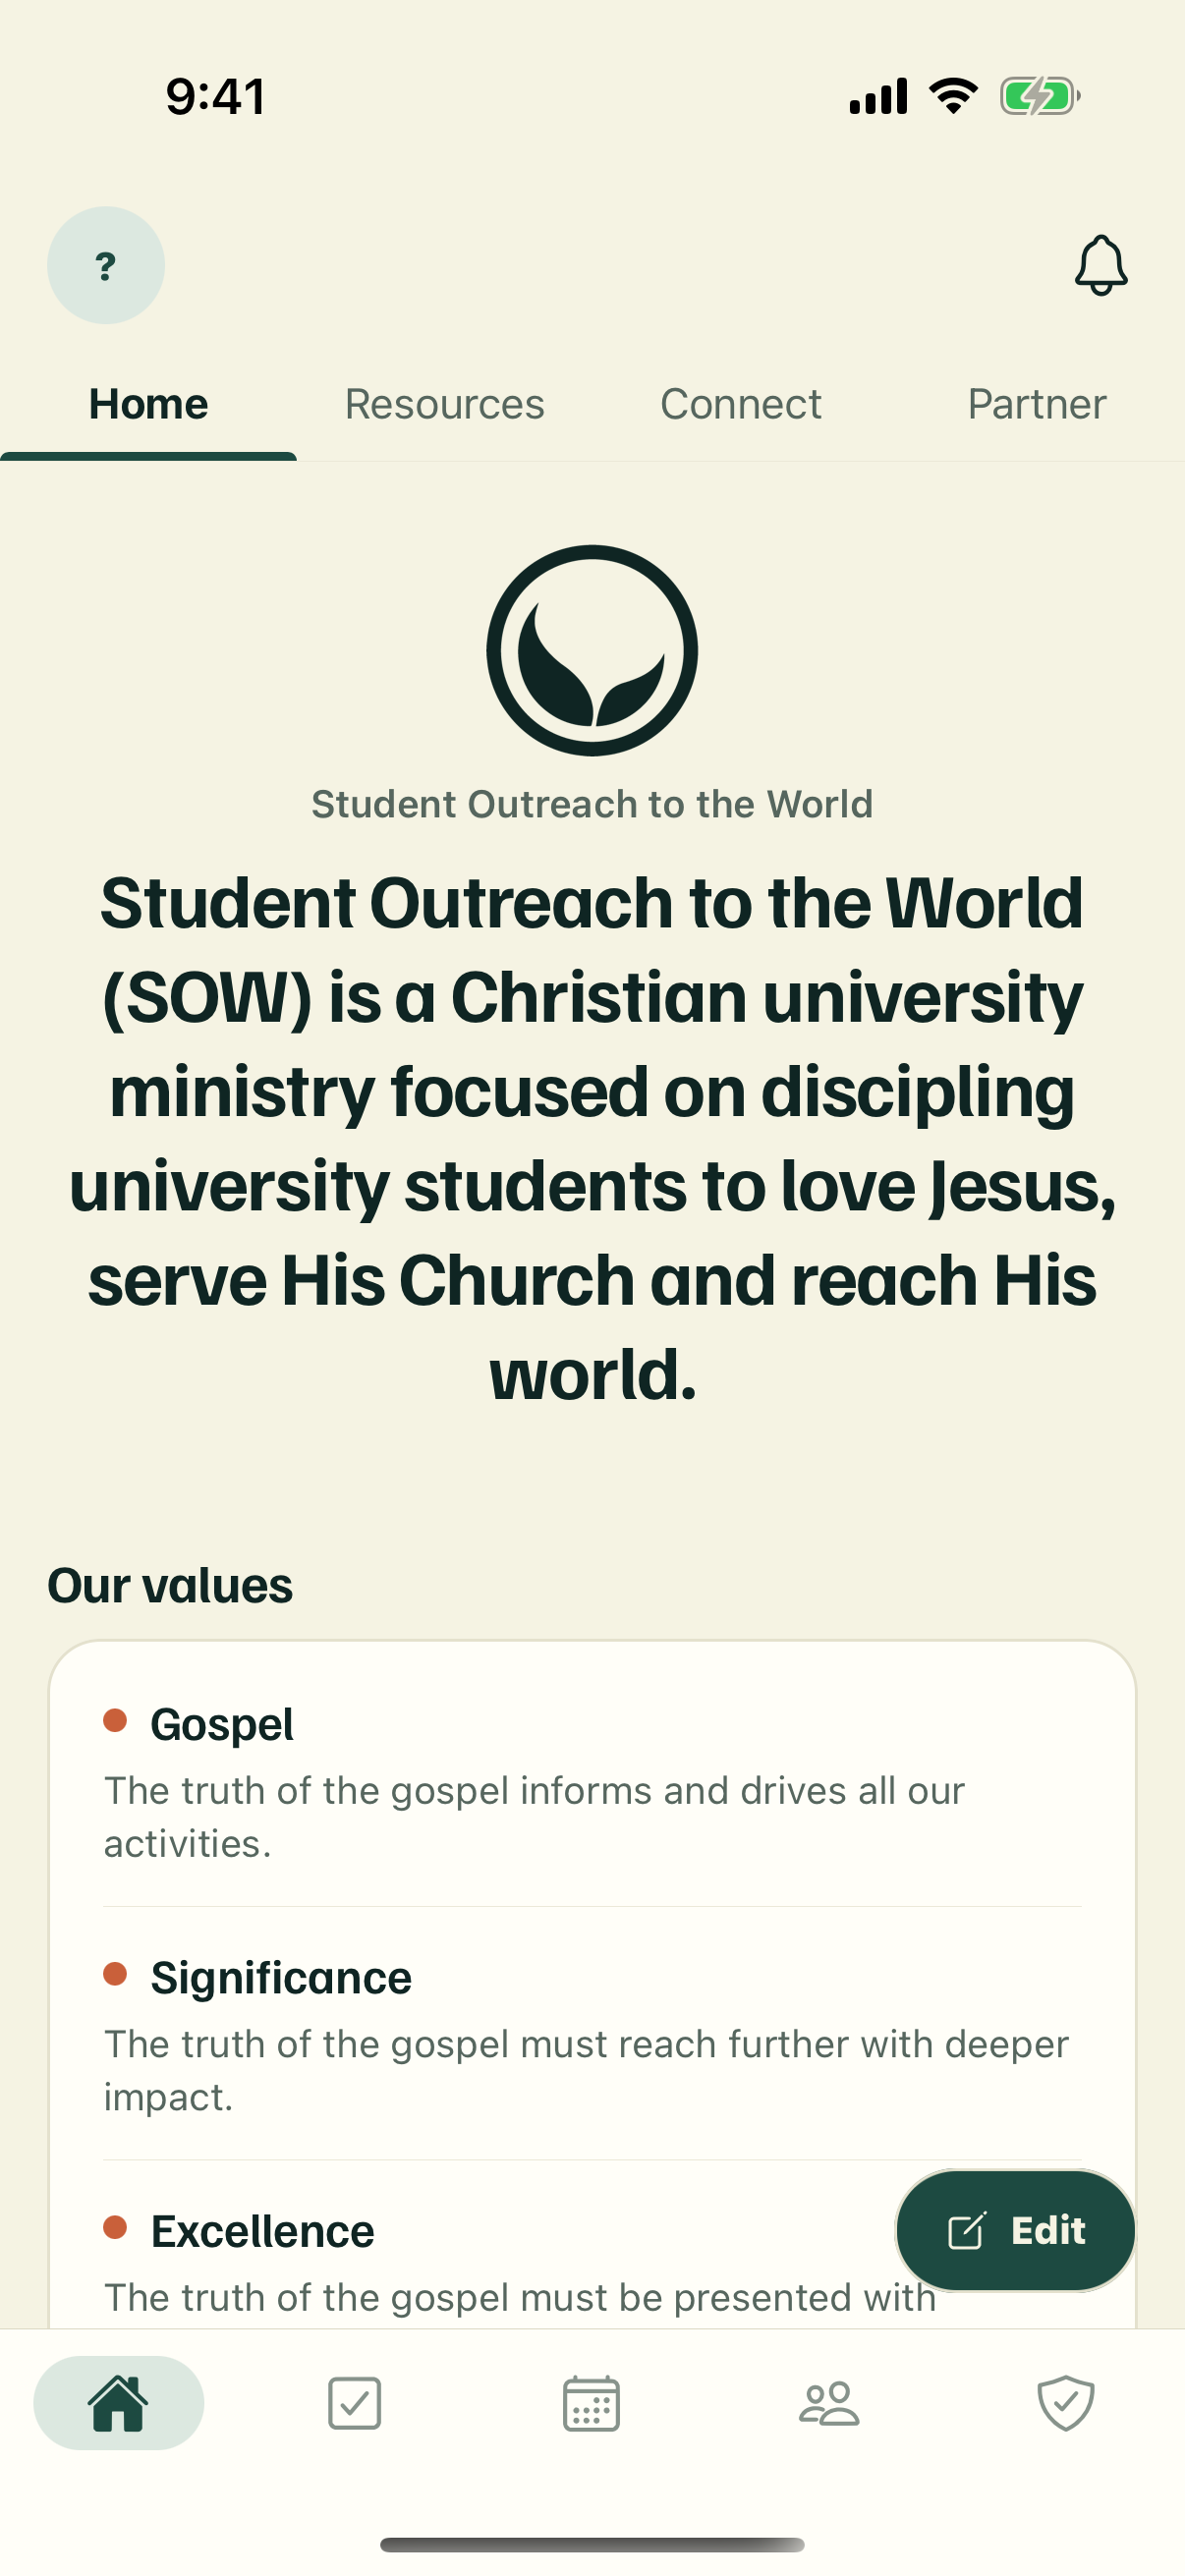 9:41
?
Home Resources Connect Partner
Student Outreach to the World
Student Outreach to the World
(SOW) is a Christian university
ministry focused on discipling
university students to love Jesus,
serve His Church and reach His
world.
Our values
Gospel
The truth of the gospel informs and drives all our
activities.
Significance
The truth of the gospel must reach further with deeper
impact.
Excellence
Edit
The truth of the gospel must be presented with